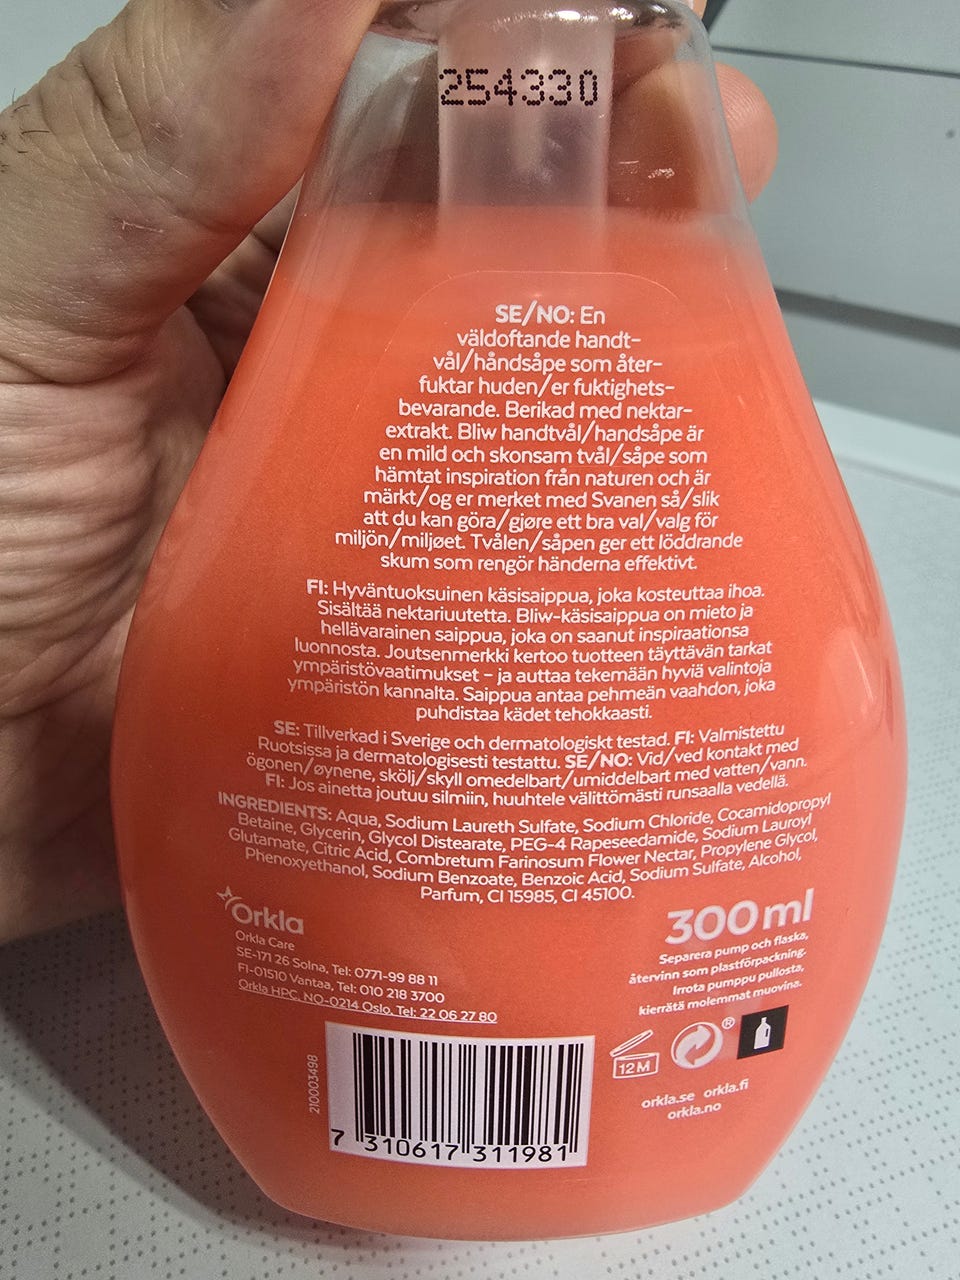 254330
SE/NO: En
väldoftande handt-
vål/håndsåpe som åter-
fuktar huden/er fuktighets-
bevarande. Berikad med nektar-
extrakt. Bliw handtvål/handsåpe är
en mild och skonsam tvål/såpe som
hämtat inspiration från naturen och är
märkt/og er merket med Svanen så/slik
att du kan göra/gjøre ett bra val/valg för
miljön/miljøet. Tvålen/såpen ger ett löddrande
skum som rengör händerna effektivt.
FI: Hyväntuoksuinen käsisaippua, joka kosteuttaa ihoa.
Sisältää nektariuutetta. Bliw-käsisaippua on mieto ja
hellävarainen saippua, joka on saanut inspiraationsa
luonnosta. Joutsenmerkki kertoo tuotteen täyttävän tarkat
ympäristövaatimukset - ja auttaa tekemään hyviä valintoja
ympäristön kannalta. Saippua antaa pehmeän vaahdon, joka
puhdistaa kädet tehokkaasti.
SE: Tillverkad i Sverige och dermatologiskt testad. FI: Valmistettu
Ruotsissa ja dermatologisesti testattu. SE/NO: Vid/ved kontakt med
ögonen/øynene, skölj/skyll omedelbart/umiddelbart med vatten/vann.
FI: Jos ainetta joutuu silmiin, huuhtele välittömästi runsaalla vedellä.
INGREDIENTS: Aqua, Sodium Laureth Sulfate, Sodium Chloride, Cocamidopropyl
Betaine, Glycerin, Glycol Distearate, PEG-4 Rapeseedamide, Sodium Lauroyl
Glutamate, Citric Acid, Combretum Farinosum Flower Nectar, Propylene Glycol,
Phenoxyethanol, Sodium Benzoate, Benzoic Acid, Sodium Sulfate, Alcohol,
Parfum, CI 15985, CI 45100.
Orkla
Orkla Care
SE-171 26 Solna, Tel: 0771-99 88 11
FI-01510 Vantaa, Tel: 010 218 3700
Orkla HPC, NO-0214 Oslo, Tel: 22 06 27 80
300 ml
Separera pump och flaska,
återvinn som plastförpackning.
Irrota pumppu pullosta,
kierrätä molemmat muovina.
12M
®
orkla.se orkla.fi
orkla.no
210003498
7 310617 311981